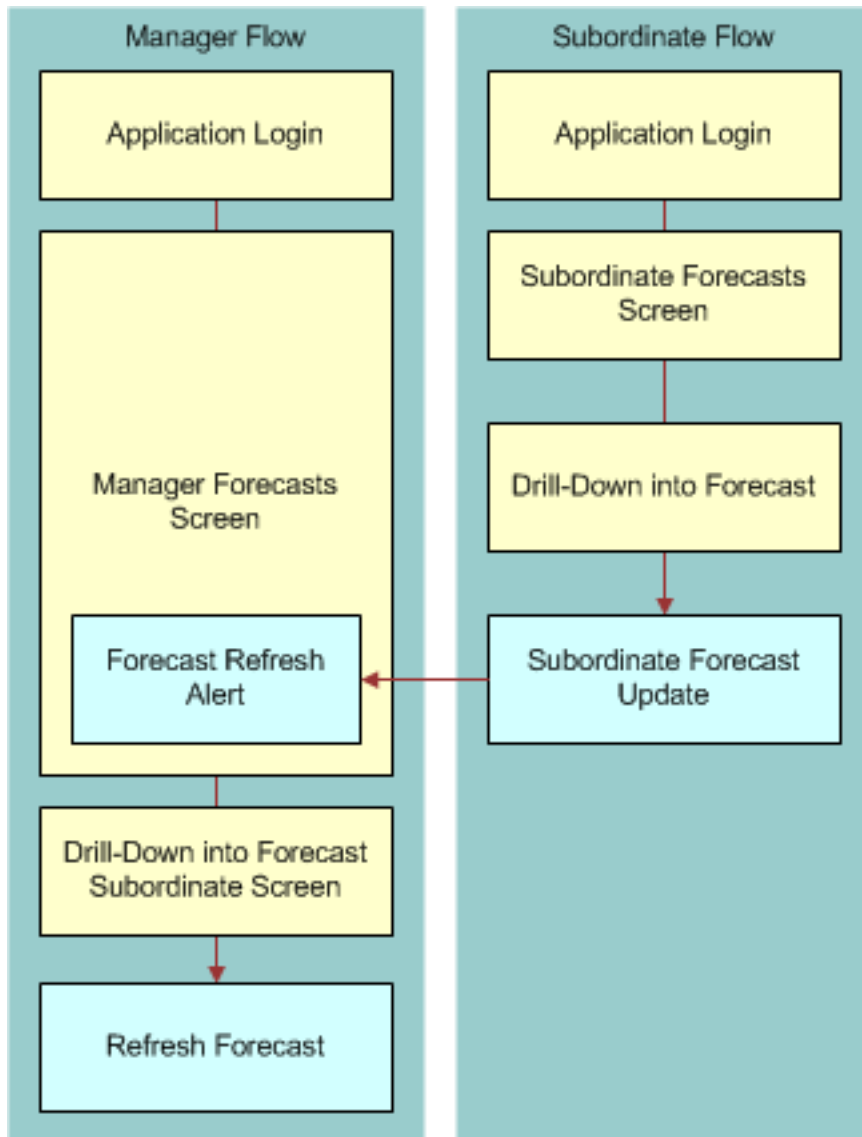 Manager Flow
Application Login
Manager Forecasts
Screen
Forecast Refresh
Alert
Drill-Down into Forecast
Subordinate Screen
Refresh Forecast
Subordinate Flow
Application Login
Subordinate Forecasts
Screen
Drill-Down into Forecast
Subordinate Forecast
Update